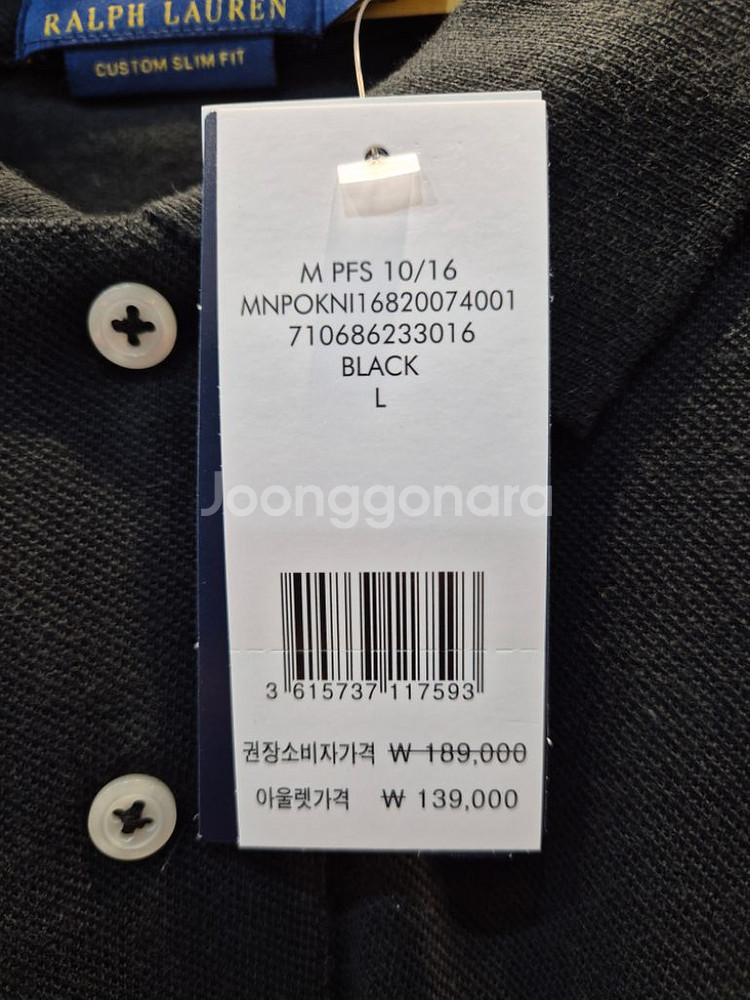 RALPH LAUREN
CUSTOM SLIM FIT
M PFS 10/16
MNPOKNI16820074001
710686233016
BLACK
L
Joonggonara
3 615737 117593
권장소비자가격 ₩ 189,000
아울렛가격 ₩ 139,000